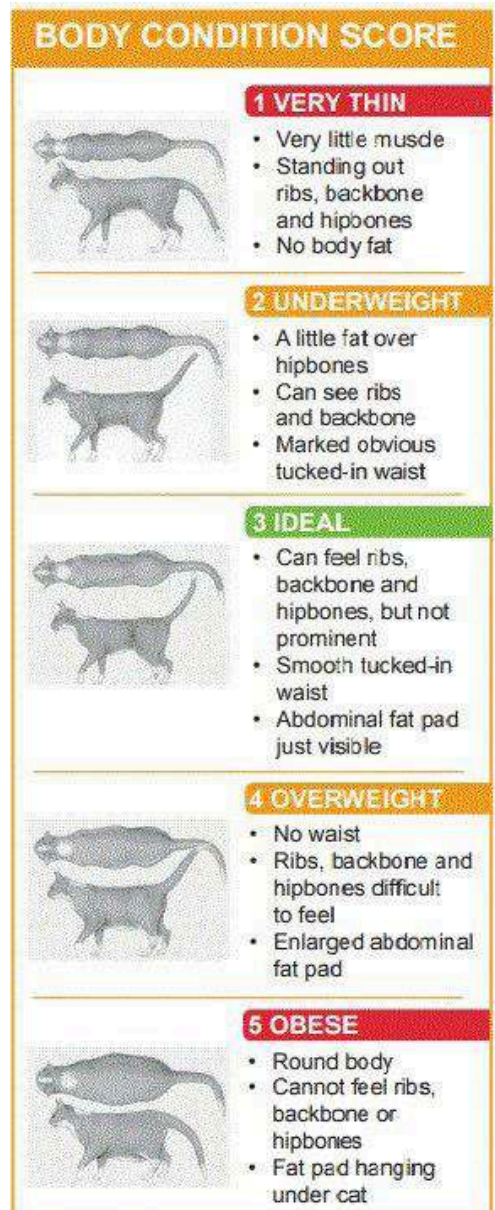 BODY CONDITION SCORE
1 VERY THIN
• Very little muscle
• Standing out
ribs, backbone
and hipbones
• No body fat
2 UNDERWEIGHT
• A little fat over
hipbones
• Can see ribs
and backbone
• Marked obvious
tucked-in waist
3 IDEAL
• Can feel ribs,
backbone and
hipbones, but not
prominent
• Smooth tucked-in
waist
• Abdominal fat pad
just visible
4 OVERWEIGHT
• No waist
• Ribs, backbone and
hipbones difficult
to feel
• Enlarged abdominal
fat pad
5 OBESE
• Round body
• Cannot feel ribs,
backbone or
hipbones
• Fat pad hanging
under cat